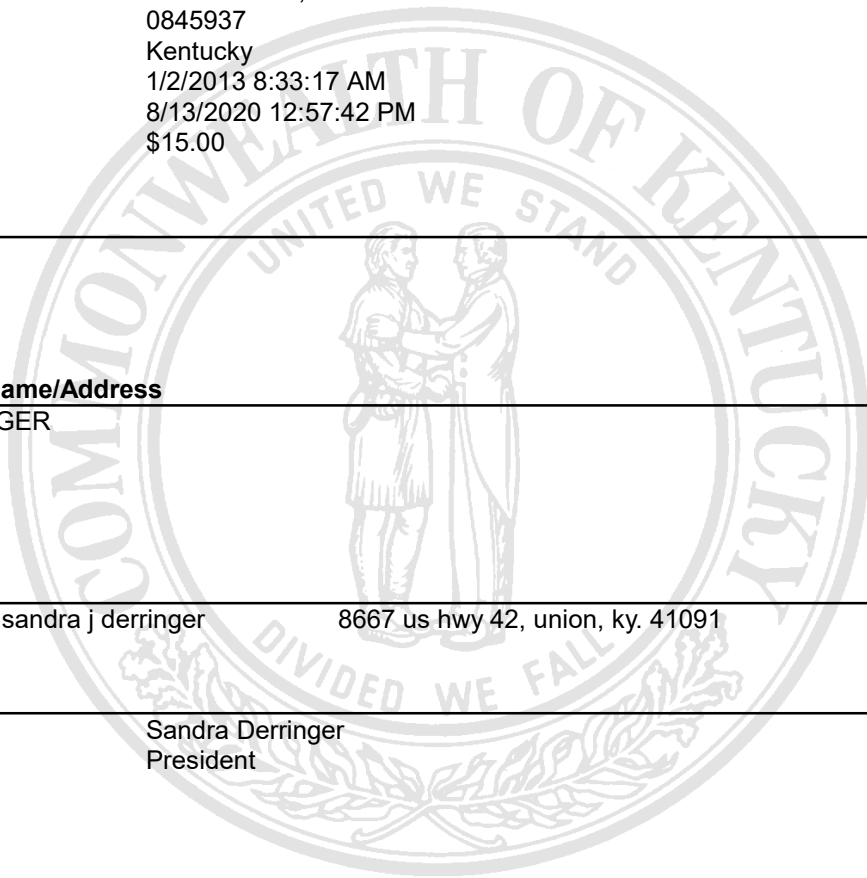 0845937
Kentucky
1/2/2013 8:33:17 AM
8/13/2020 12:57:42 PM
$15.00
COMMONWEALTH OF KENTUCKY
UNITED WE STAND
ame/Address
GER
sandra j derringer 8667 us hwy 42, union, ky. 41091
DIVIDED WE FALL
Sandra Derringer
President